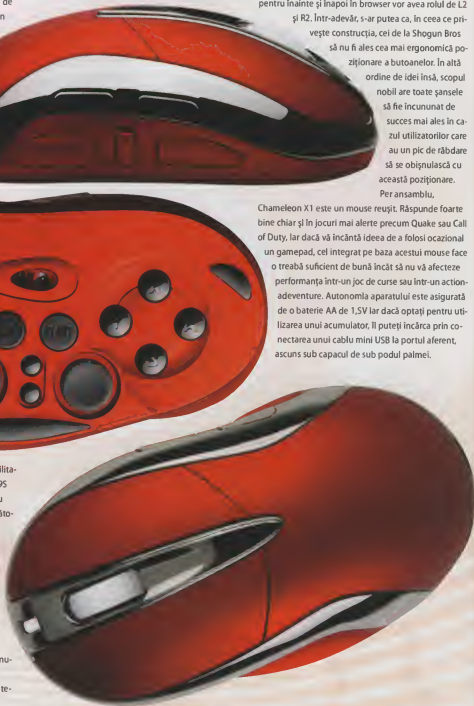 de
n
pentru înainte și înapoi în browser vor avea rolul de L2
și R2. Într-adevăr, s-ar putea ca, în ceea ce pri-
vește construcția, cei de la Shogun Bros
să nu fi ales cea mai ergonomică po-
ziționare a butoanelor. În altă
ordine de idei însă, scopul
nobil are toate șansele
să fie încununat de
succes mai ales în ca-
zul utilizatorilor care
au un pic de răbdare
să se obișnulască cu
această poziționare.
Per ansamblu,
Chameleon X1 este un mouse reușit. Răspunde foarte
bine chiar și în jocuri mai alerte precum Quake sau Call
of Duty, iar dacă vă încântă ideea de a folosi ocazional
un gamepad, cel integrat pe baza acestui mouse face
o treabă suficient de bună încât să nu vă afecteze
performanța într-un joc de curse sau într-un action-
adventure. Autonomia aparatului este asigurată
de o baterie AA de 1,5V iar dacă optați pentru uti-
lizarea unui acumulator, îl puteți încărca prin co-
nectarea unui cablu mini USB la portul aferent,
ascuns sub capacul de sub podul palmei.
ilita-
95
u
ăto-
nu-
te-